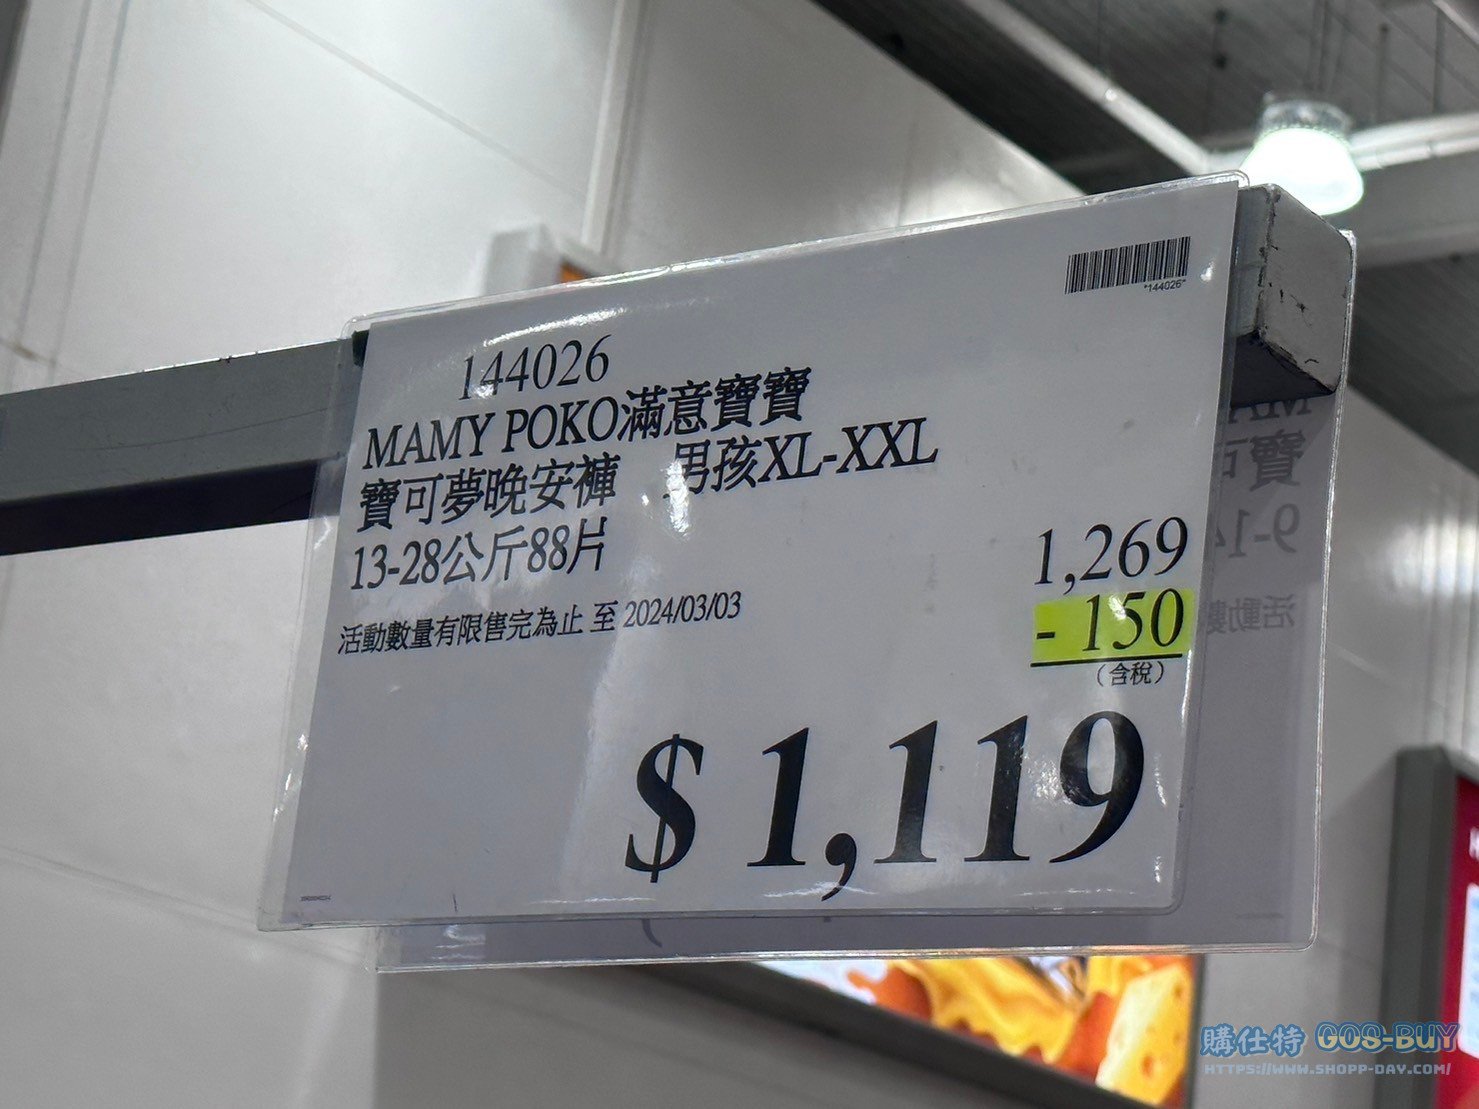 *144026*
144026
MAMY POKO滿意寶寶
寶可夢晚安褲 男孩XL-XXL
13-28公斤88片
活動數量有限售完為止 至 2024/03/03
1,269
- 150
（含稅）
$ 1,119
購仕特 GOS-BUY
HTTPS://WWW.SHOPP-DAY.COM/